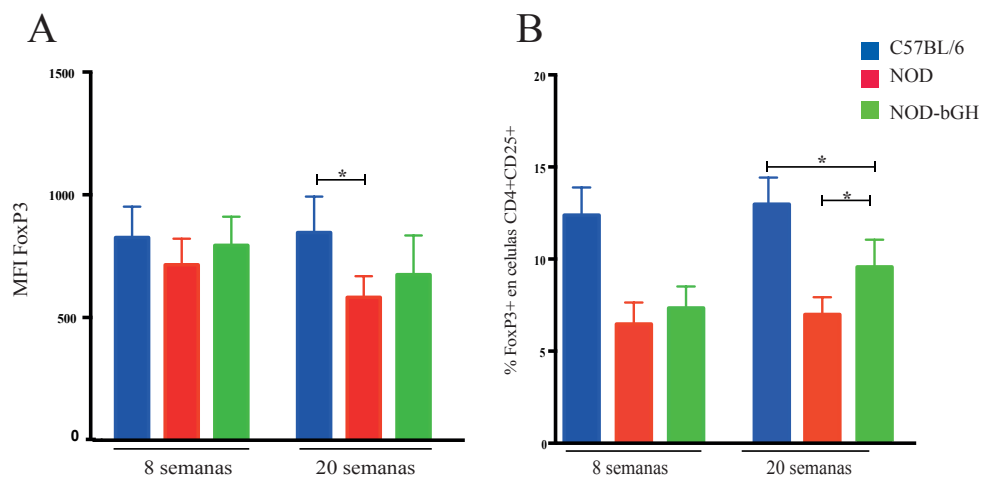 A
MFI FoxP3
1500
1000
500
0
*
8 semanas
20 semanas
B
C57BL/6
NOD
NOD-bGH
% FoxP3+ en celulas CD4+CD25+
20
15
10
5
0
*
*
8 semanas
20 semanas